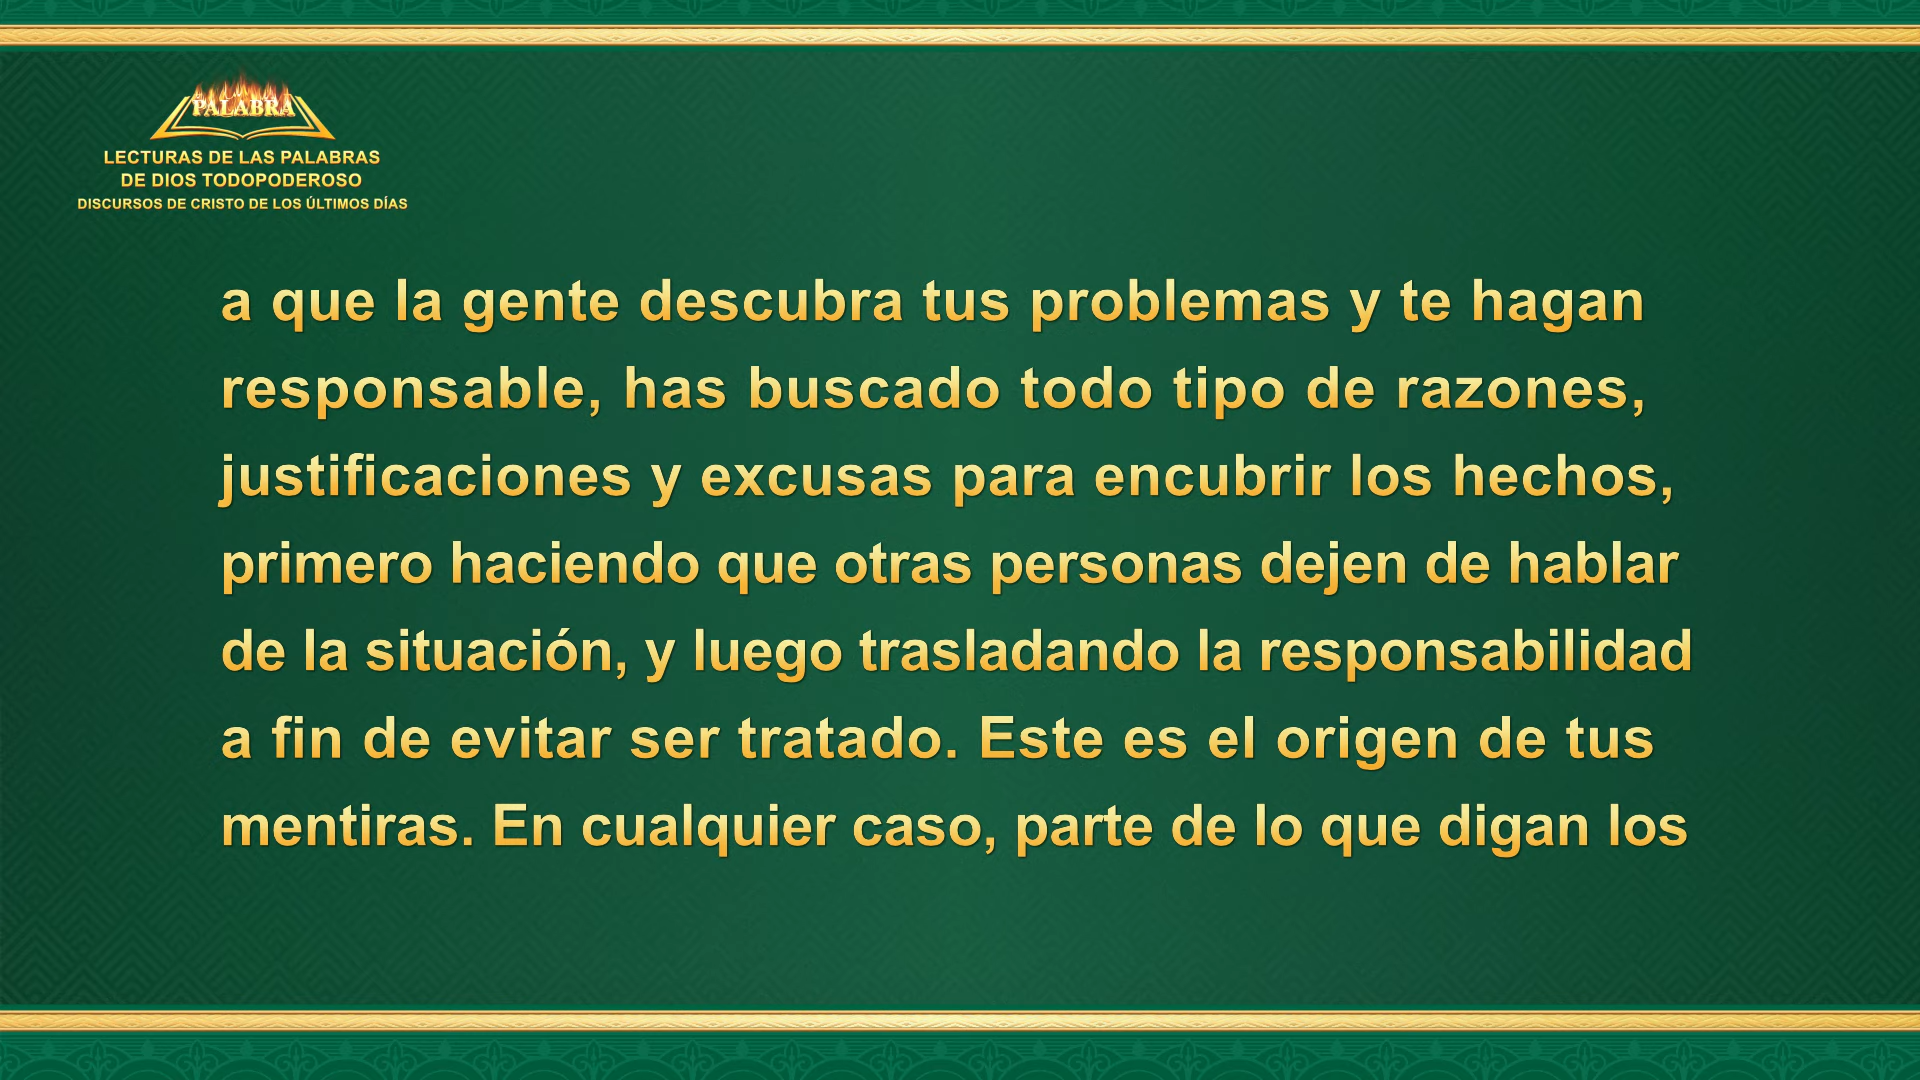 PALABRA
LECTURAS DE LAS PALABRAS
DE DIOS TODOPODEROSO
DISCURSOS DE CRISTO DE LOS ÚLTIMOS DÍAS
a que la gente descubra tus problemas y te hagan
responsable, has buscado todo tipo de razones,
justificaciones y excusas para encubrir los hechos,
primero haciendo que otras personas dejen de hablar
de la situación, y luego trasladando la responsabilidad
a fin de evitar ser tratado. Este es el origen de tus
mentiras. En cualquier caso, parte de lo que digan los